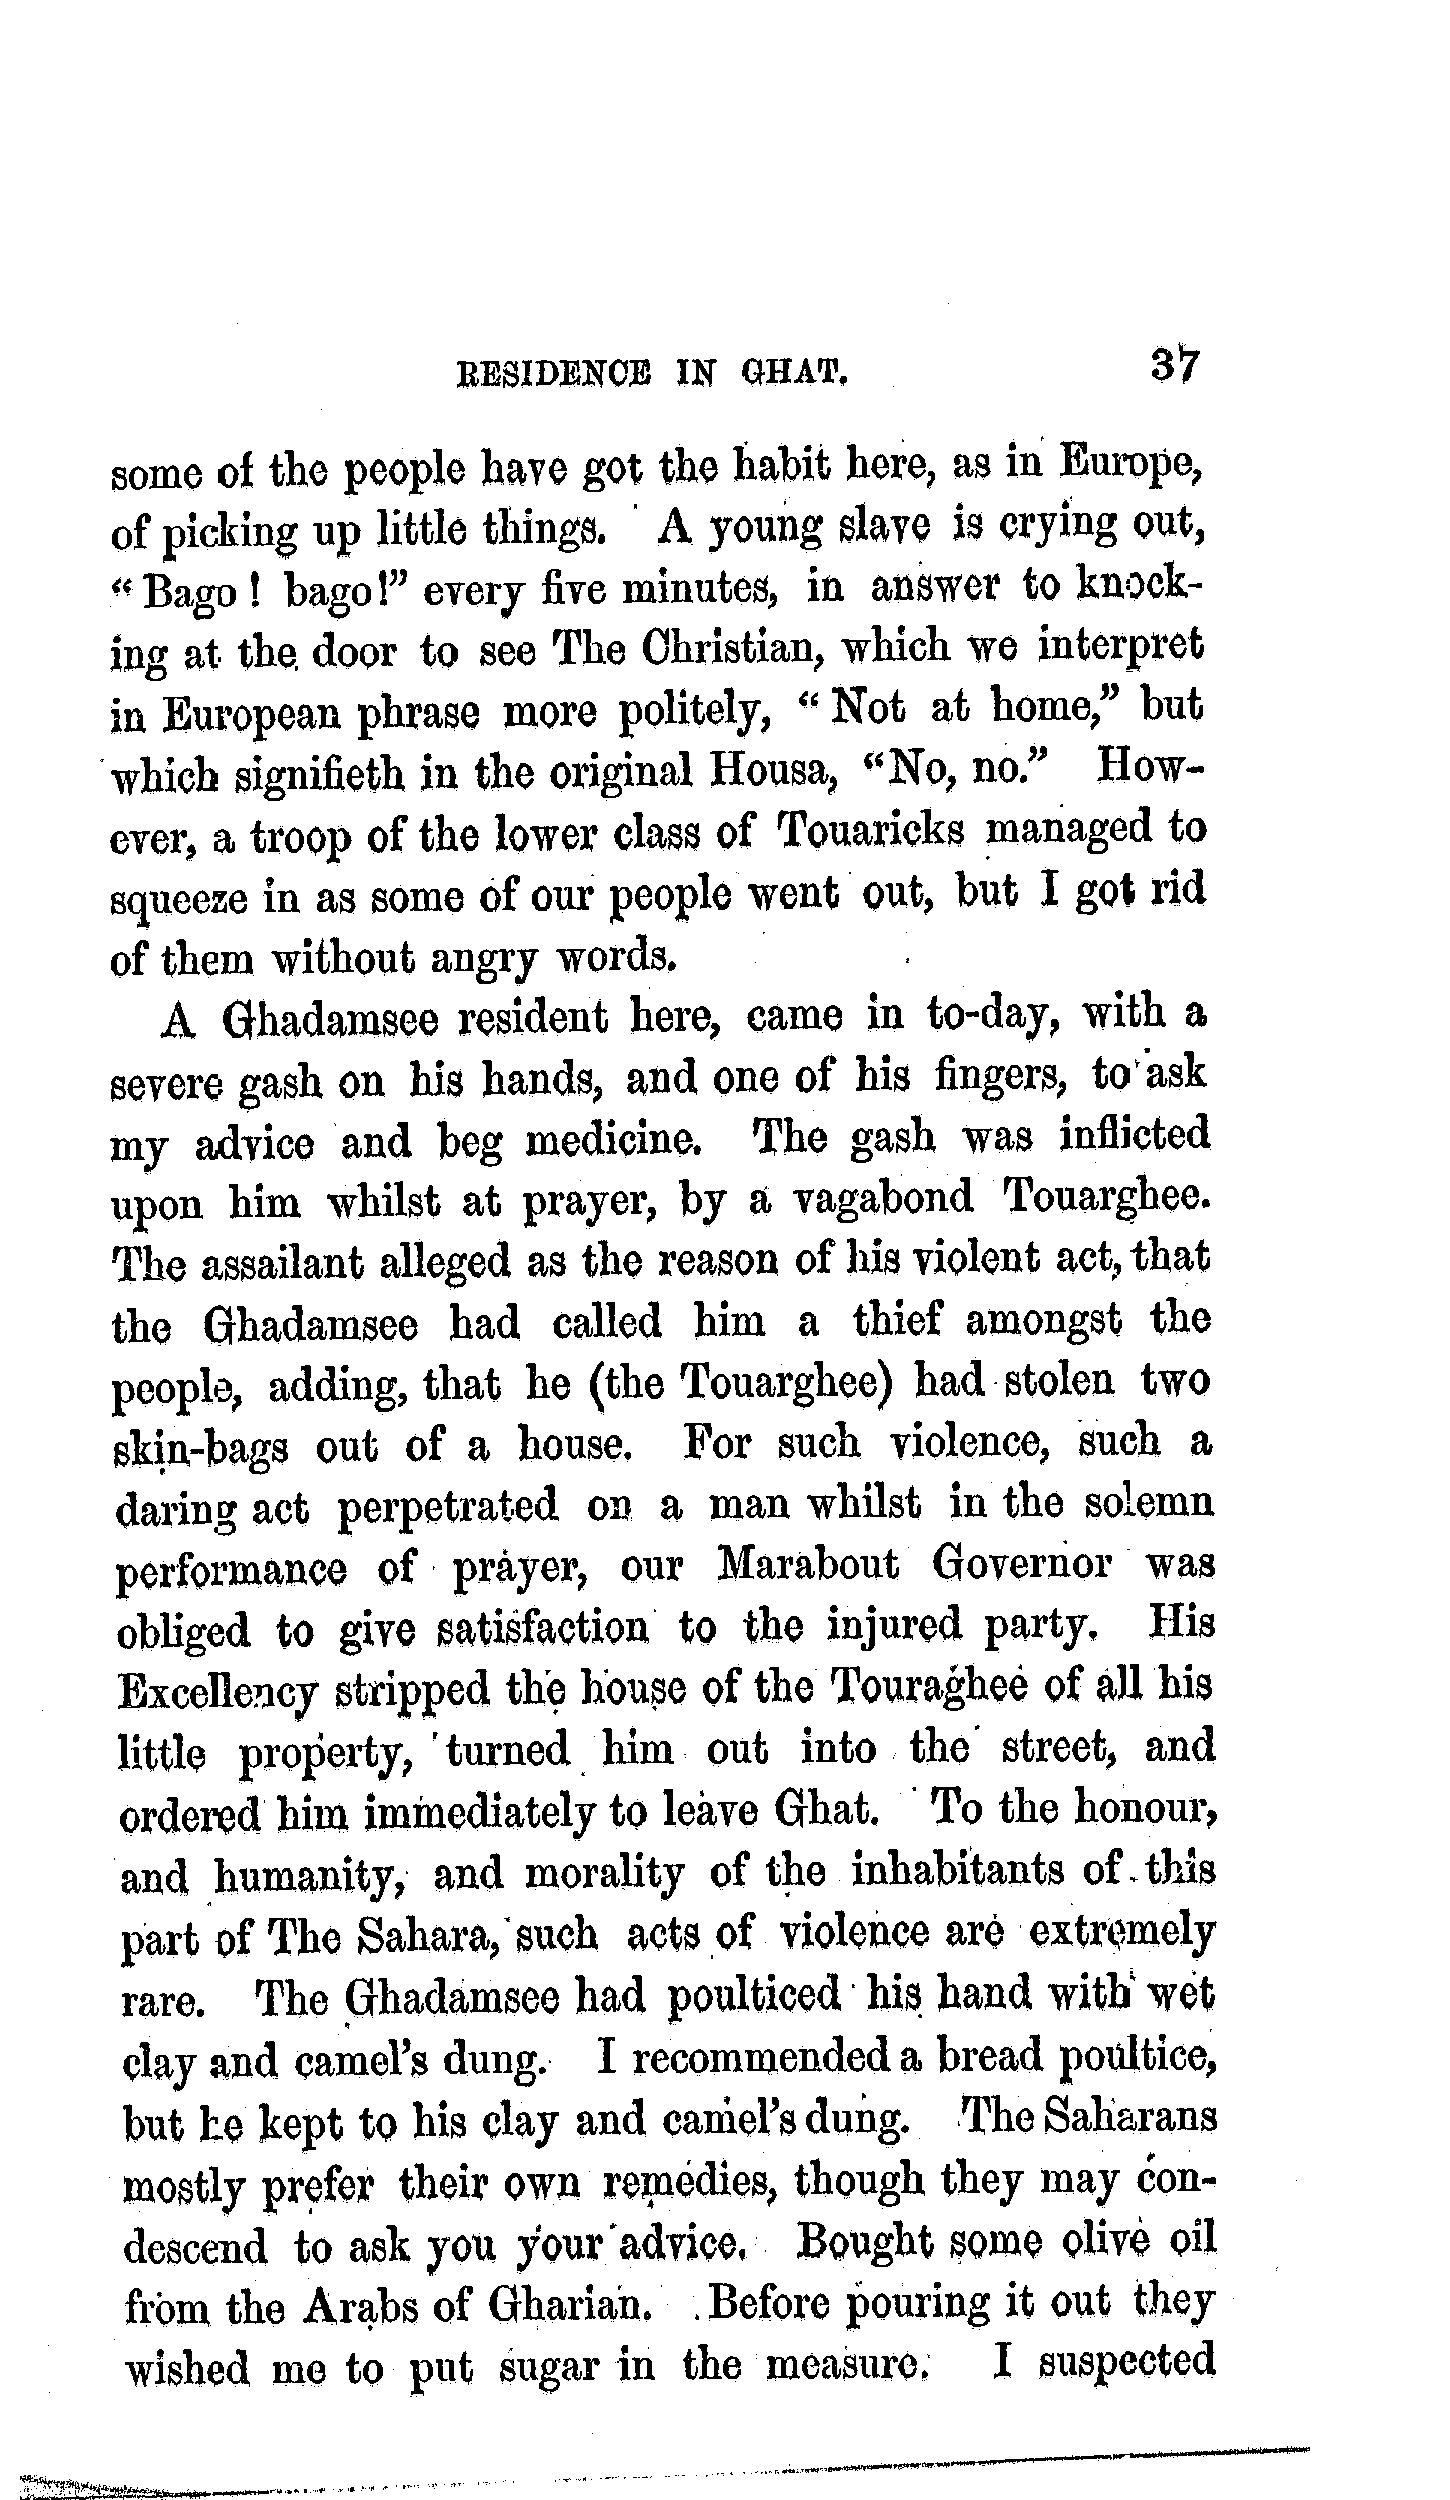 RESIDENCE IN GHAT. 37
some of the people have got the habit here, as in Europe,
of picking up little things. A young slave is crying out,
“Bago! bago!” every five minutes, in answer to knock-
ing at the door to see The Christian, which we interpret
in European phrase more politely, “Not at home,” but
which signifieth in the original Housa, “No, no.” How-
ever, a troop of the lower class of Touaricks managed to
squeeze in as some of our people went out, but I got rid
of them without angry words.
A Ghadamsee resident here, came in to-day, with a
severe gash on his hands, and one of his fingers, to ask
my advice and beg medicine. The gash was inflicted
upon him whilst at prayer, by a vagabond Touarghee.
The assailant alleged as the reason of his violent act, that
the Ghadamsee had called him a thief amongst the
people, adding, that he (the Touarghee) had stolen two
skin-bags out of a house. For such violence, such a
daring act perpetrated on a man whilst in the solemn
performance of prayer, our Marabout Governor was
obliged to give satisfaction to the injured party. His
Excellency stripped the house of the Touraghee of all his
little property, turned him out into the street, and
ordered him immediately to leave Ghat. To the honour,
and humanity, and morality of the inhabitants of this
part of The Sahara, such acts of violence are extremely
rare. The Ghadamsee had poulticed his hand with wet
clay and camel’s dung. I recommended a bread poultice,
but he kept to his clay and camel’s dung. The Saharans
mostly prefer their own remedies, though they may con-
descend to ask you your advice. Bought some olive oil
from the Arabs of Gharian. Before pouring it out they
wished me to put sugar in the measure. I suspected